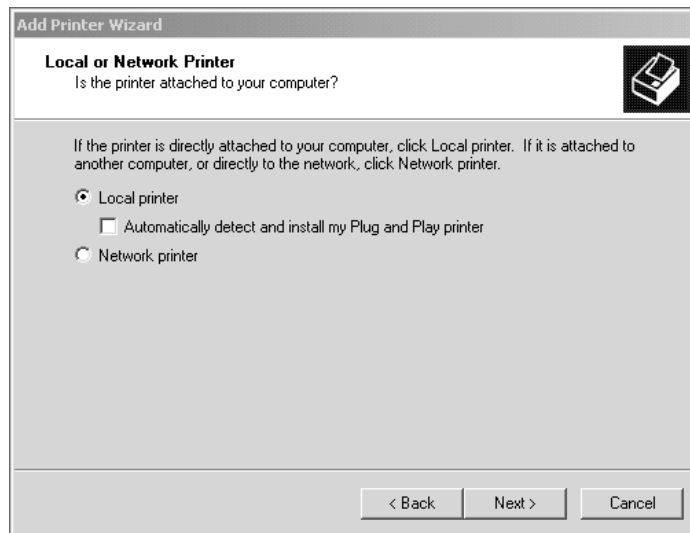 Add Printer Wizard
Local or Network Printer
Is the printer attached to your computer?
If the printer is directly attached to your computer, click Local printer. If it is attached to
another computer, or directly to the network, click Network printer.
Local printer
Automatically detect and install my Plug and Play printer
Network printer
< Back Next > Cancel